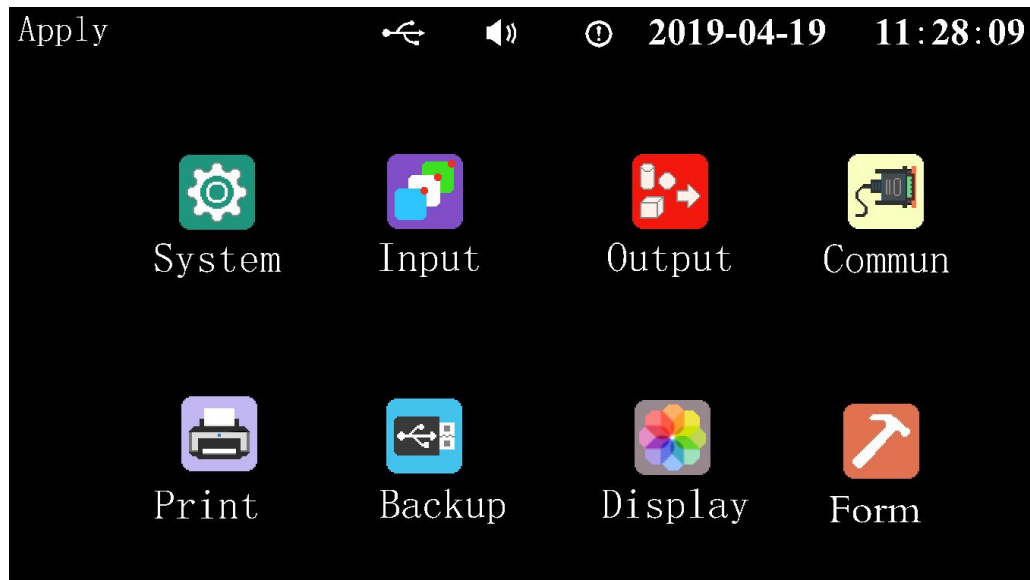 Apply 2019-04-19 11:28:09
System Input Output Commun
Print Backup Display Form